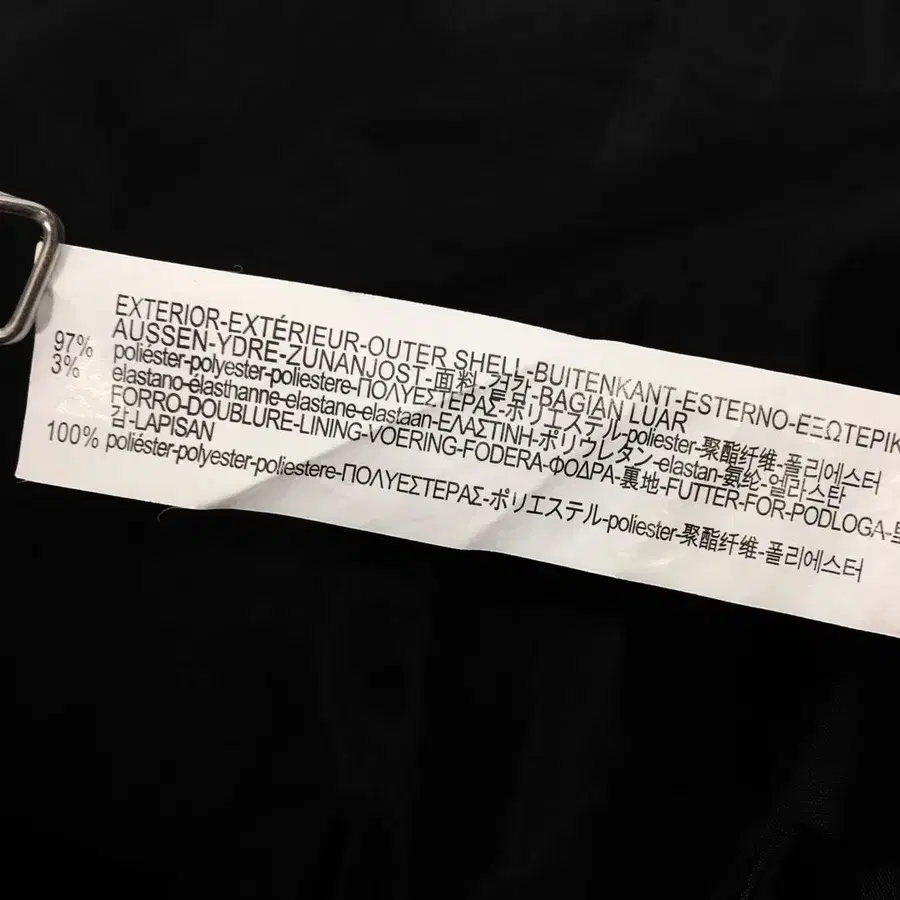 EXTERIOR-EXTÉRIEUR-OUTER SHELL-BUITENKANT-ESTERNO-ΕΞΩΤΕΡΙΚ
AUSSEN-YDRE-ZUNANJOST-面料-겉감-BAGIAN LUAR
97% poliéster-polyester-poliestere-ΠΟΛΥΕΣΤΕΡΑΣ-ポリエステル-poliester-聚酯纤维-폴리에스터
3% elastano-élasthanne-elastane-elastaan-ΕΛΑΣΤΙΝΗ-ポリウレタン-elastan-氨纶-엘라스탄
FORRO-DOUBLURE-LINING-VOERING-FODERA-ΦΟΔΡΑ-裏地-FUTTER-FOR-PODLOGA-
감-LAPISAN
100% poliéster-polyester-poliestere-ΠΟΛΥΕΣΤΕΡΑΣ-ポリエステル-poliester-聚酯纤维-폴리에스터